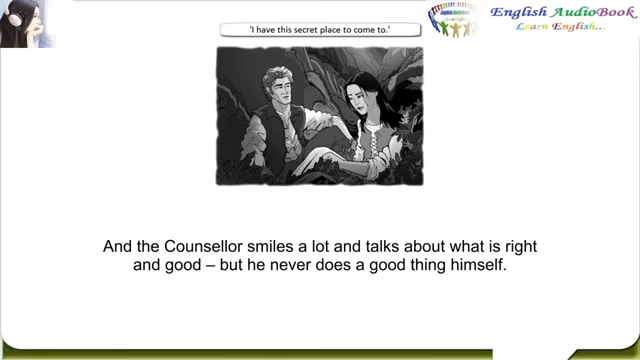 'I have this secret place to come to.'
English AudioBook
Learn English...
And the Counsellor smiles a lot and talks about what is right
and good – but he never does a good thing himself.